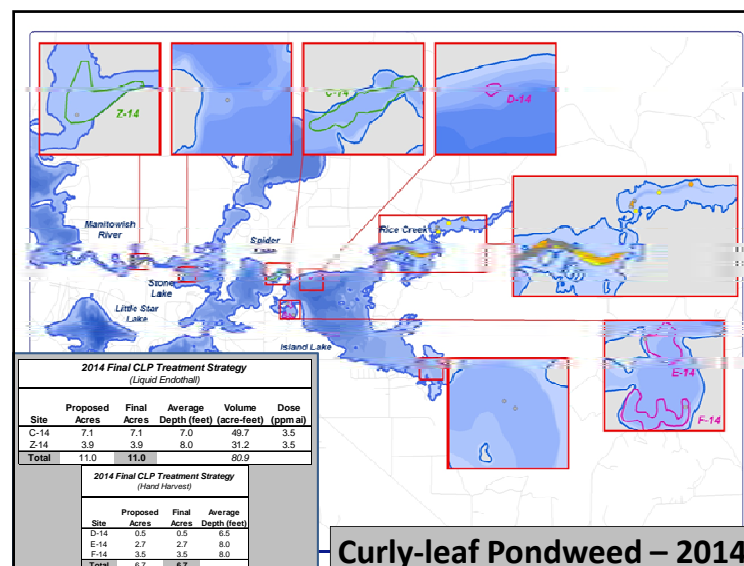 Z-14
D-14
Manitowish
River
Spider
Rice Creek
Stone
Lake
Little Star
Lake
Island Lake
E-14
F-14
2014 Final CLP Treatment Strategy
(Liquid Endothall)
Site Proposed Acres Final Acres Average Depth (feet) Volume (acre-feet) Dose (ppm ai)
C-14 7.1 7.1 7.0 49.7 3.5
Z-14 3.9 3.9 8.0 31.2 3.5
Total 11.0 11.0 80.9
2014 Final CLP Treatment Strategy
(Hand Harvest)
Site Proposed Acres Final Acres Average Depth (feet)
D-14 0.5 0.5 6.5
E-14 2.7 2.7 8.0
F-14 3.5 3.5 8.0
Total 6.7 6.7
Curly-leaf Pondweed – 2014